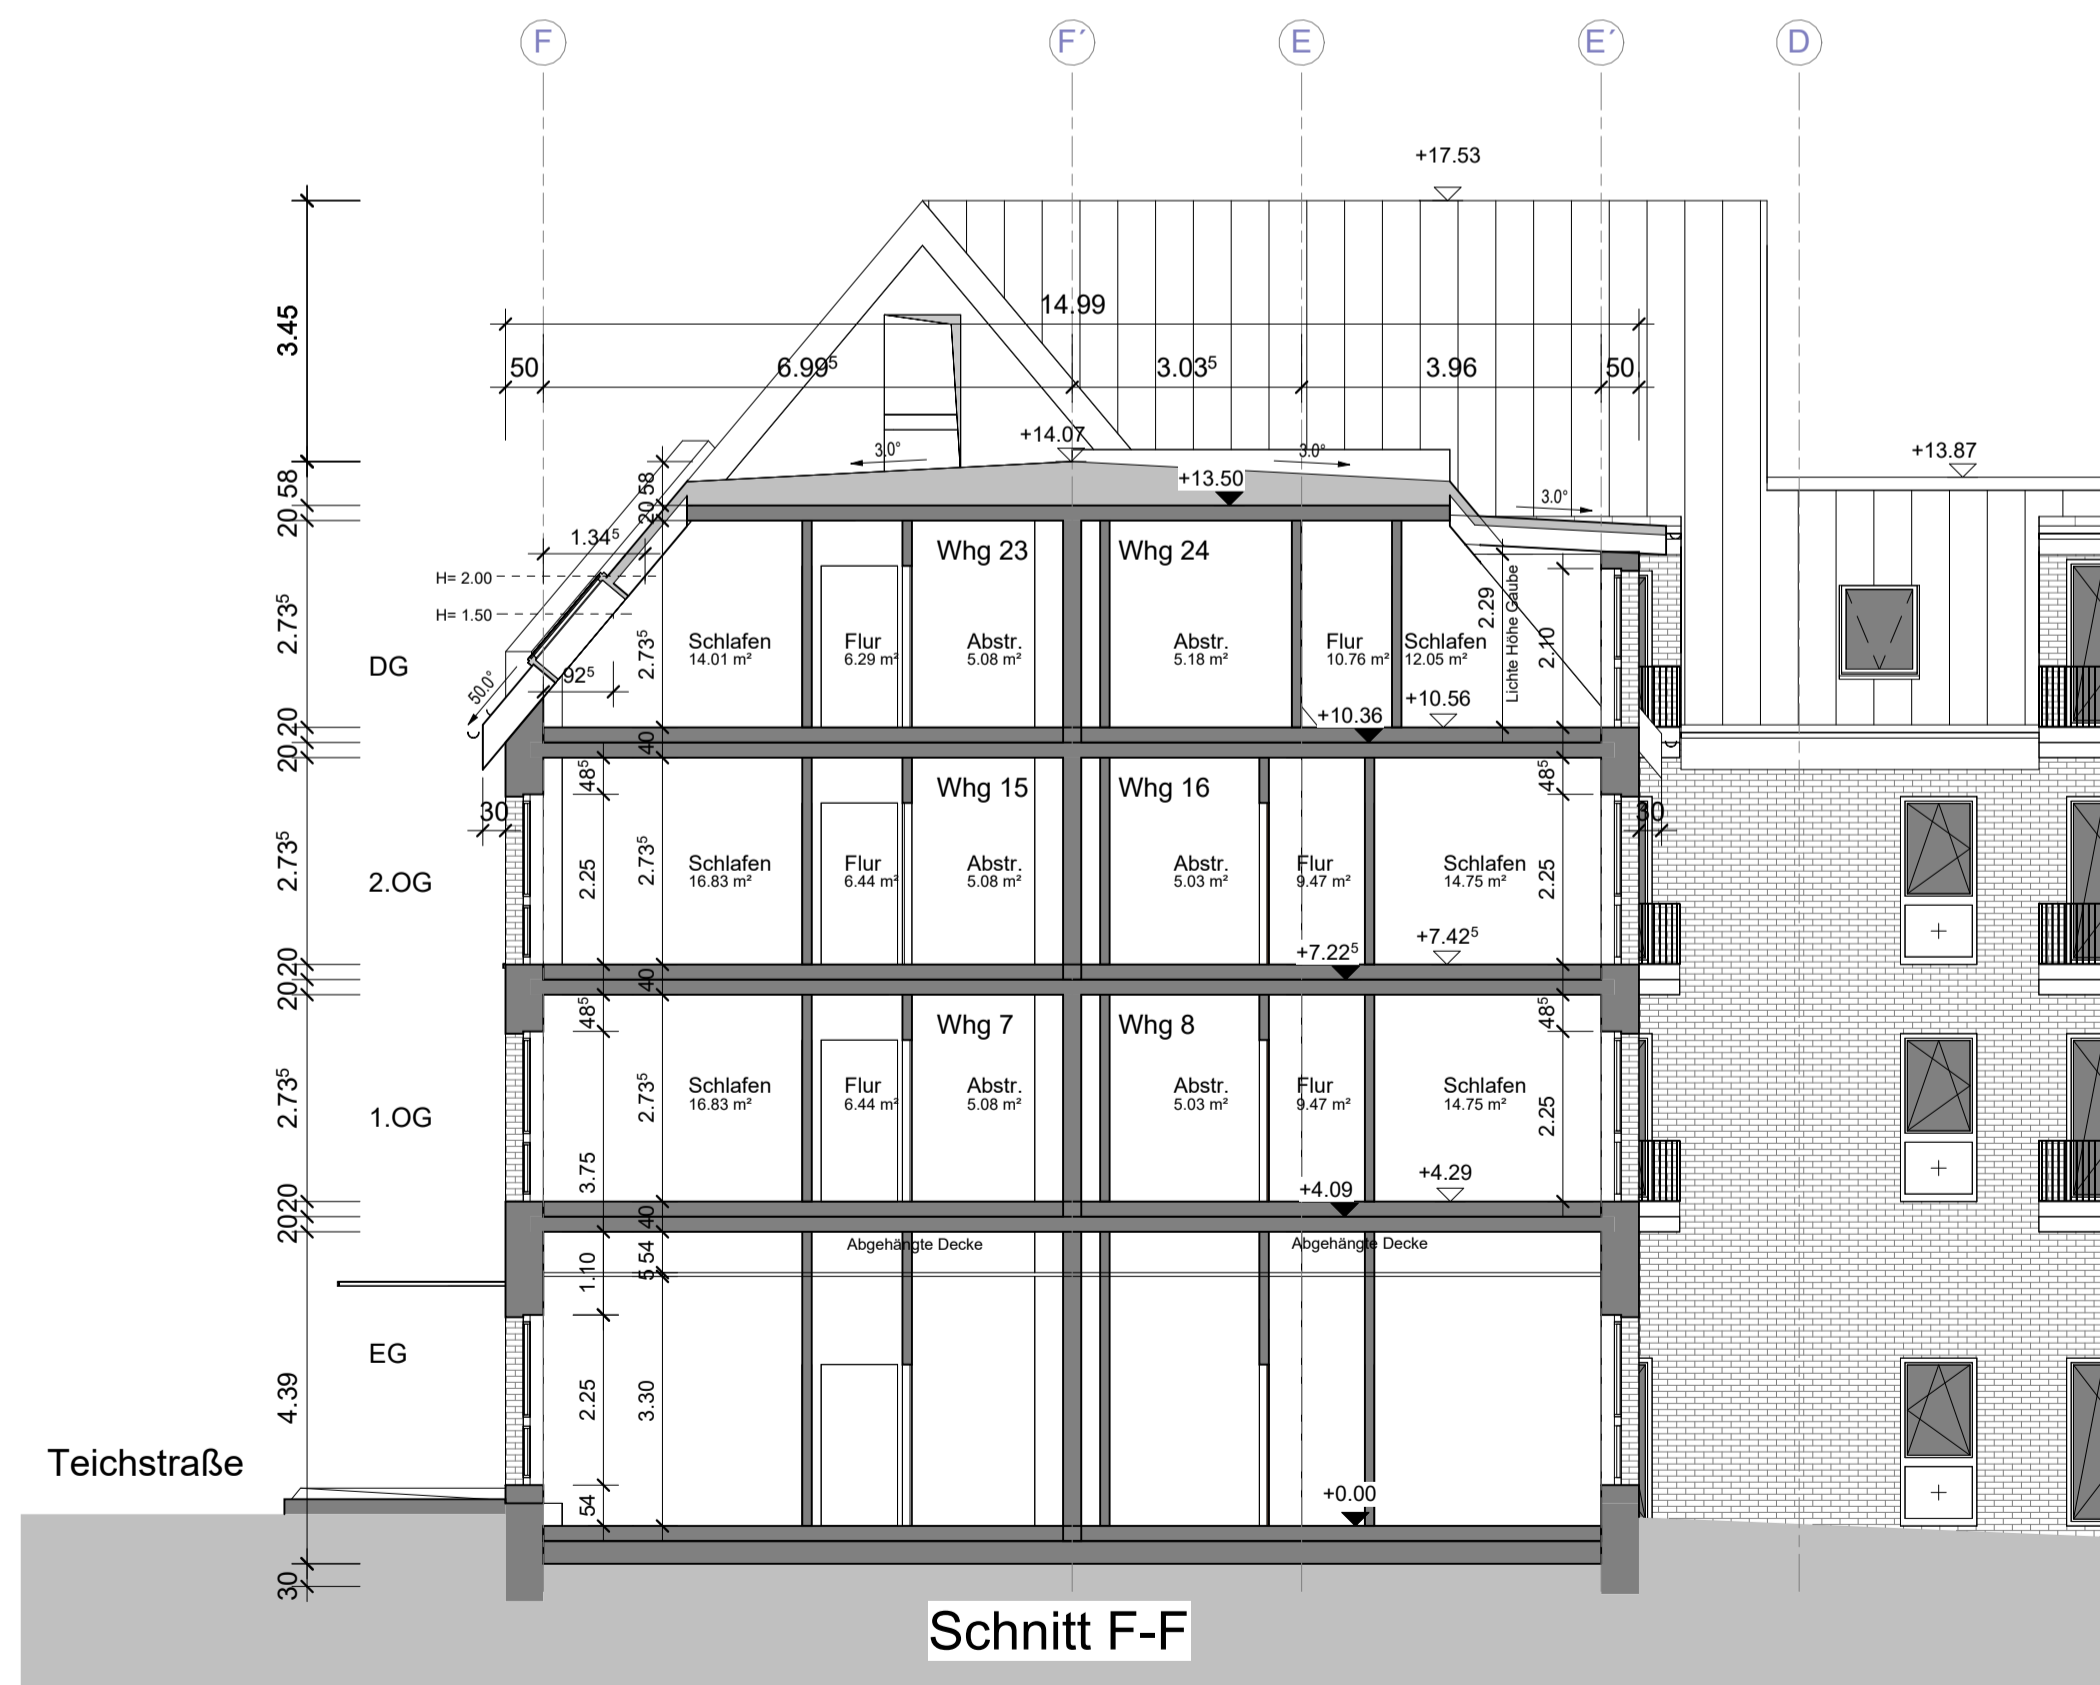 F F´ E E´ D
+17.53
14.99
50 6.99⁵ 3.03⁵ 3.96 50
3.45
+14.07
3.0° 3.0°
+13.87
+13.50
3.0°
20 58
20 58
1.34⁵
H= 2.00
H= 1.50
Whg 23 Whg 24
2.73⁵
DG
50.0°
92⁵
2.73⁵
Schlafen
14.01 m²
Flur
6.29 m²
Abstr.
5.08 m²
Abstr.
5.18 m²
Flur
10.76 m²
Schlafen
12.05 m²
2.29
Lichte Höhe Gaube
2.10
+10.56
+10.36
20 20
40
48⁵
48⁵
30
30
Whg 15 Whg 16
2.73⁵
2.OG
2.25
2.73⁵
Schlafen
16.83 m²
Flur
6.44 m²
Abstr.
5.08 m²
Abstr.
5.03 m²
Flur
9.47 m²
Schlafen
14.75 m²
2.25
+7.42⁵
+7.22⁵
20 20
40
48⁵
48⁵
Whg 7 Whg 8
2.73⁵
1.OG
3.75
2.73⁵
Schlafen
16.83 m²
Flur
6.44 m²
Abstr.
5.08 m²
Abstr.
5.03 m²
Flur
9.47 m²
Schlafen
14.75 m²
2.25
+4.29
+4.09
20 20
40
Abgehängte Decke Abgehängte Decke
1.10
5 54
EG
4.39
2.25
3.30
Teichstraße
54
+0.00
30
Schnitt F-F